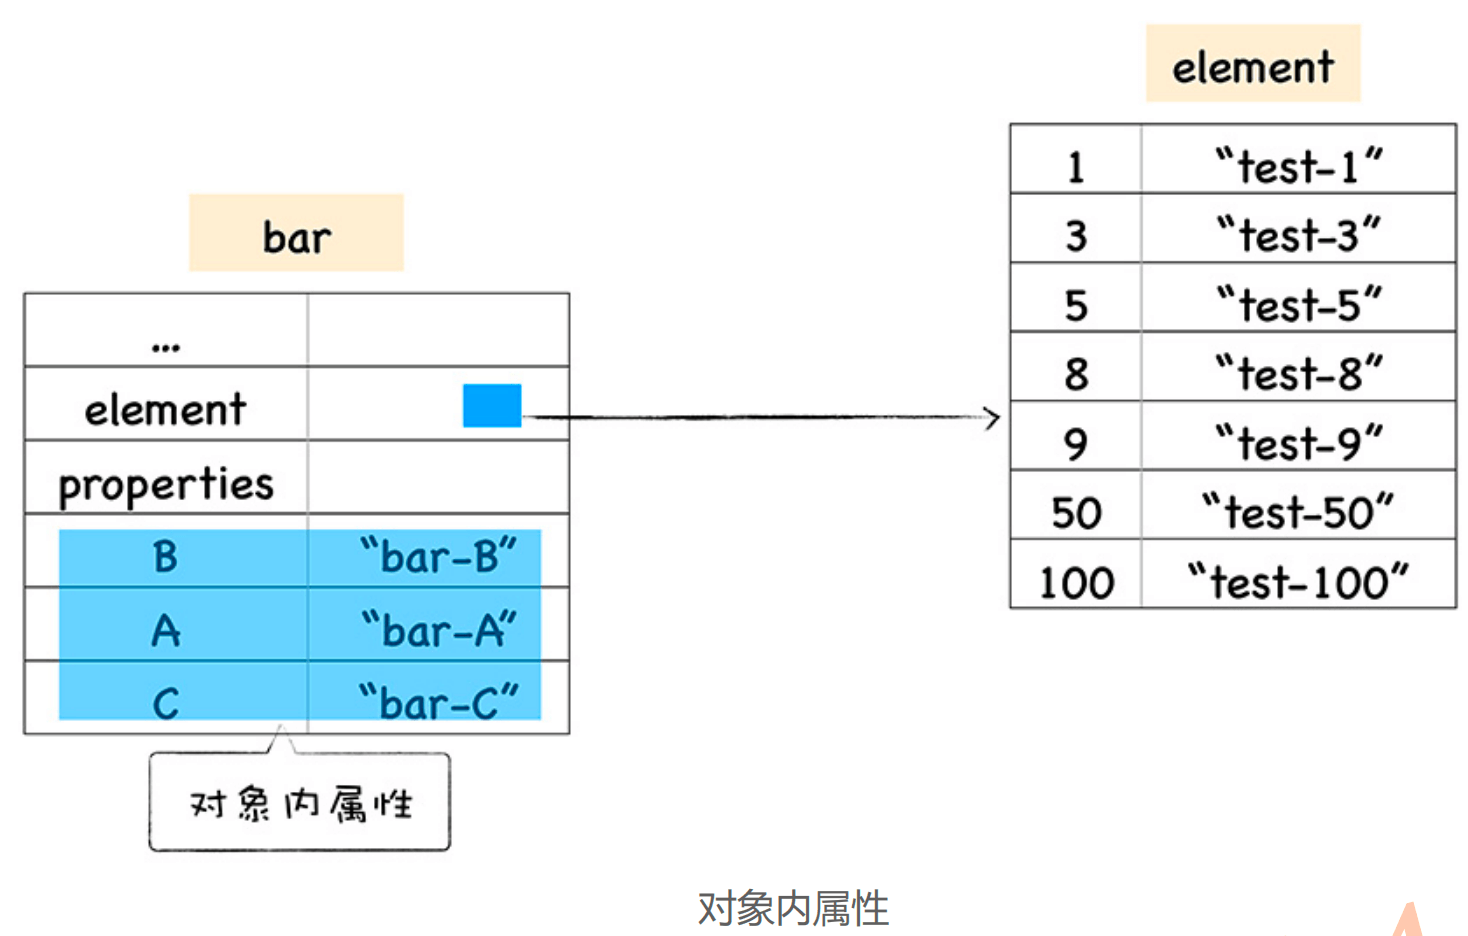 element
1 “test-1”
3 “test-3”
5 “test-5”
8 “test-8”
9 “test-9”
50 “test-50”
100 “test-100”
bar
...
element
properties
B “bar-B”
A “bar-A”
C “bar-C”
对象内属性
对象内属性